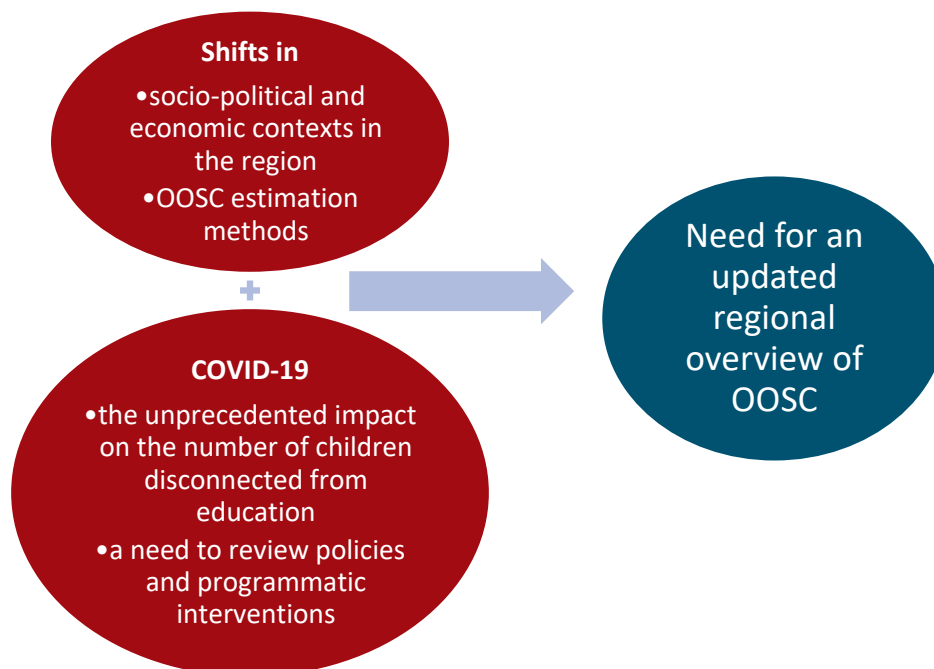 Shifts in
•socio-political and
economic contexts in
the region
•OOSC estimation
methods
+
COVID-19
•the unprecedented impact
on the number of children
disconnected from
education
•a need to review policies
and programmatic
interventions
Need for an
updated
regional
overview of
OOSC